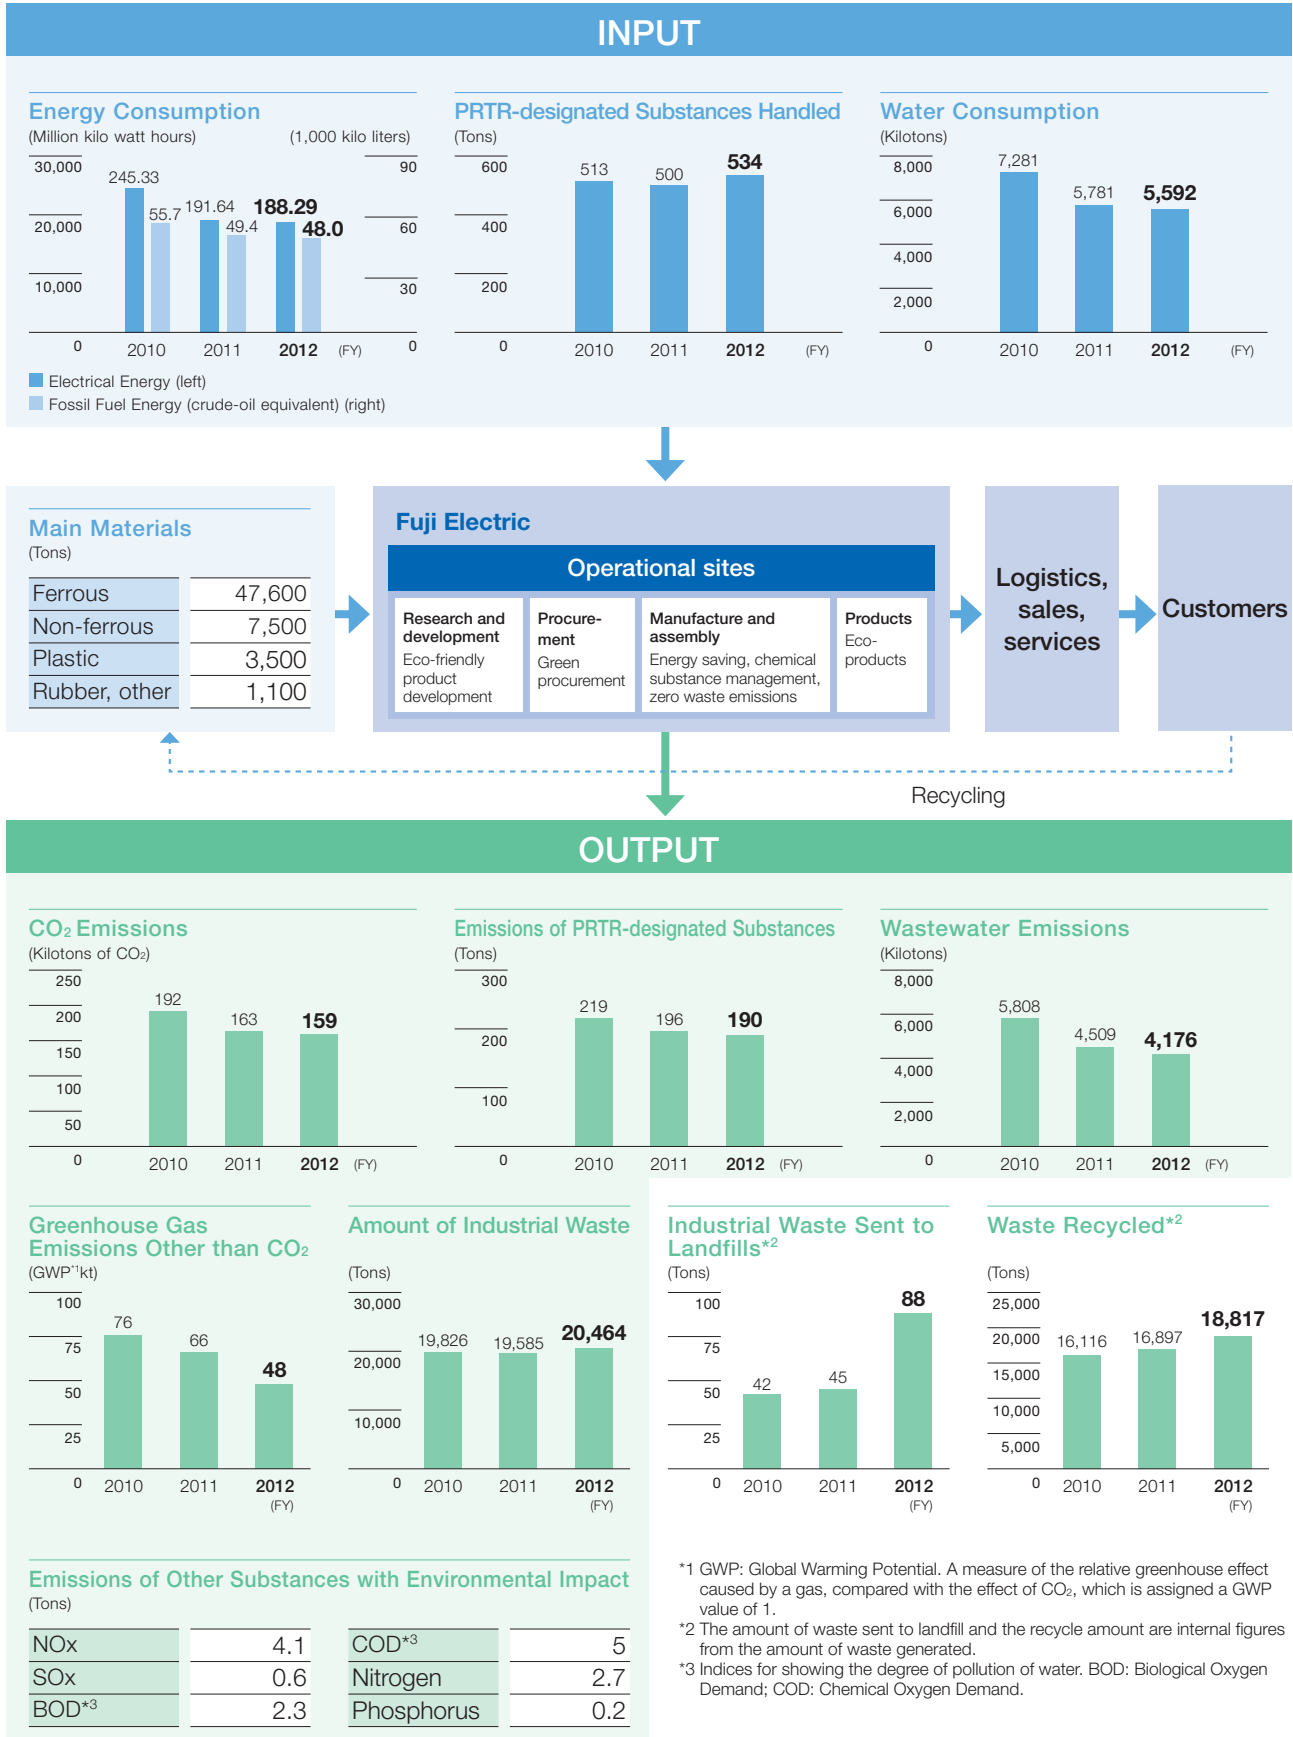 INPUT
Energy Consumption
(Million kilo watt hours) (1,000 kilo liters)
30,000
20,000
10,000
0
245.33
55.7
191.64
49.4
188.29
48.0
90
60
30
0
2010 2011 2012 (FY)
Electrical Energy (left)
Fossil Fuel Energy (crude-oil equivalent) (right)
PRTR-designated Substances Handled
(Tons)
600
400
200
0
513
500
534
2010 2011 2012 (FY)
Water Consumption
(Kilotons)
8,000
6,000
4,000
2,000
0
7,281
5,781
5,592
2010 2011 2012 (FY)
Main Materials
(Tons)
Ferrous 47,600
Non-ferrous 7,500
Plastic 3,500
Rubber, other 1,100
Fuji Electric
Operational sites
Research and
development
Eco-friendly
product
development
Procure-
ment
Green
procurement
Manufacture and
assembly
Energy saving, chemical
substance management,
zero waste emissions
Products
Eco-
products
Logistics,
sales,
services
Customers
Recycling
OUTPUT
CO₂ Emissions
(Kilotons of CO₂)
250
200
150
100
50
0
192
163
159
2010 2011 2012 (FY)
Emissions of PRTR-designated Substances
(Tons)
300
200
100
0
219
196
190
2010 2011 2012 (FY)
Wastewater Emissions
(Kilotons)
8,000
6,000
4,000
2,000
0
5,808
4,509
4,176
2010 2011 2012 (FY)
Greenhouse Gas
Emissions Other than CO₂
(GWP*1kt)
100
75
50
25
0
76
66
48
2010 2011 2012
(FY)
Amount of Industrial Waste
(Tons)
30,000
20,000
10,000
0
19,826
19,585
20,464
2010 2011 2012
(FY)
Industrial Waste Sent to
Landfills*2
(Tons)
100
75
50
25
0
42
45
88
2010 2011 2012
(FY)
Waste Recycled*2
(Tons)
25,000
20,000
15,000
10,000
5,000
0
16,116
16,897
18,817
2010 2011 2012
(FY)
Emissions of Other Substances with Environmental Impact
(Tons)
NOx 4.1
SOx 0.6
BOD*3 2.3
COD*3 5
Nitrogen 2.7
Phosphorus 0.2
*1 GWP: Global Warming Potential. A measure of the relative greenhouse effect
caused by a gas, compared with the effect of CO₂, which is assigned a GWP
value of 1.
*2 The amount of waste sent to landfill and the recycle amount are internal figures
from the amount of waste generated.
*3 Indices for showing the degree of pollution of water. BOD: Biological Oxygen
Demand; COD: Chemical Oxygen Demand.